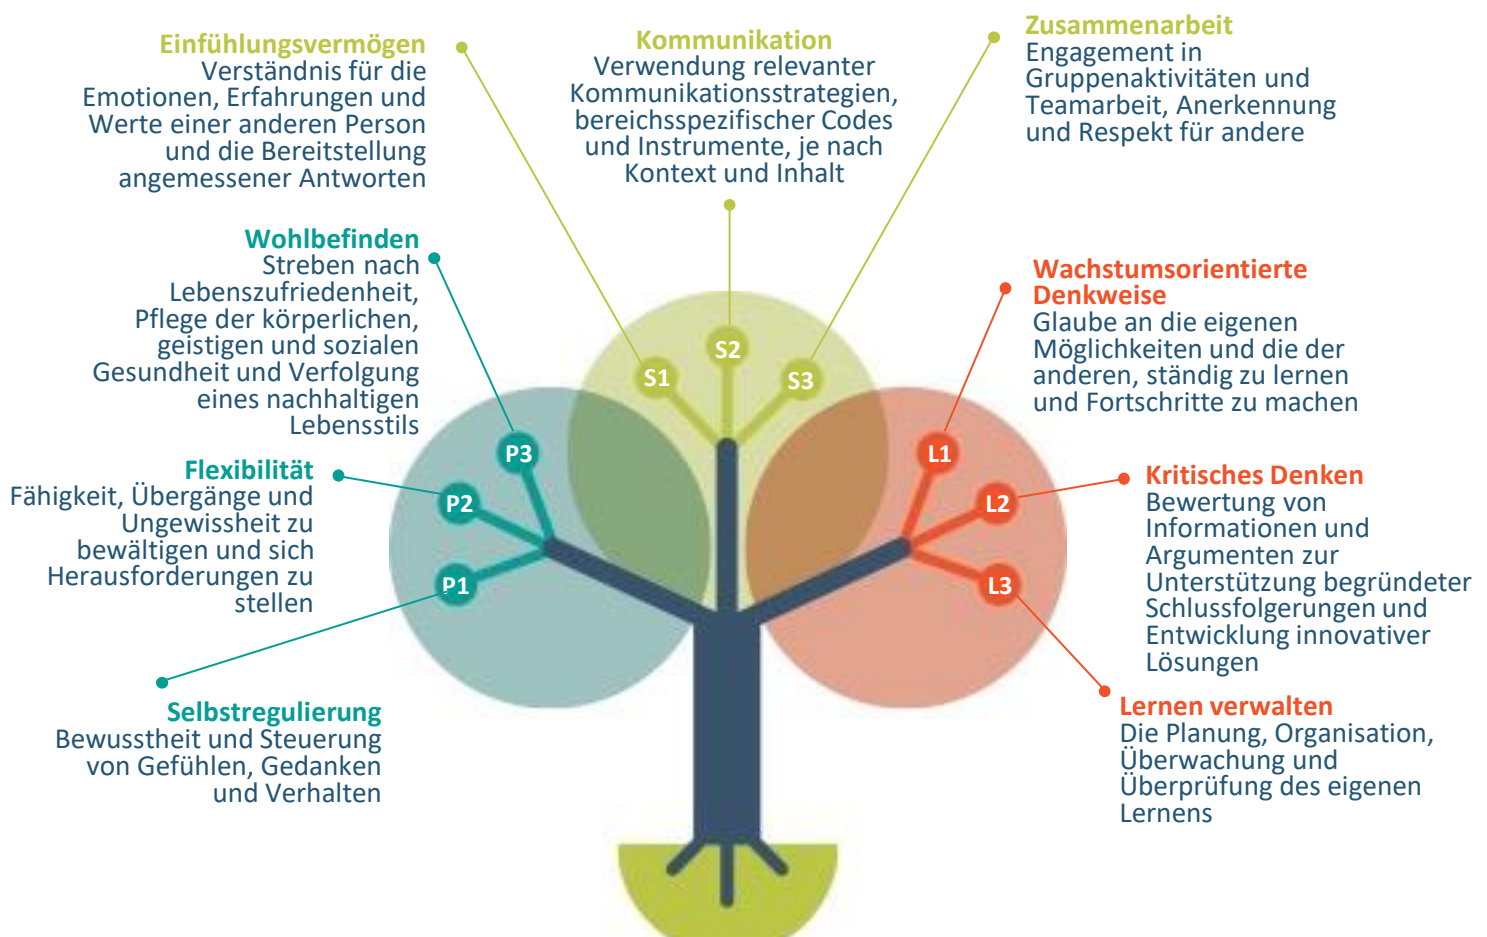 Einfühlungsvermögen
Verständnis für die
Emotionen, Erfahrungen und
Werte einer anderen Person
und die Bereitstellung
angemessener Antworten
Kommunikation
Verwendung relevanter
Kommunikationsstrategien,
bereichsspezifischer Codes
und Instrumente, je nach
Kontext und Inhalt
Zusammenarbeit
Engagement in
Gruppenaktivitäten und
Teamarbeit, Anerkennung
und Respekt für andere
Wohlbefinden
Streben nach
Lebenszufriedenheit,
Pflege der körperlichen,
geistigen und sozialen
Gesundheit und Verfolgung
eines nachhaltigen
Lebensstils
Wachstumsorientierte
Denkweise
Glaube an die eigenen
Möglichkeiten und die der
anderen, ständig zu lernen
und Fortschritte zu machen
S1
S2
S3
P3
P2
P1
L1
L2
L3
Flexibilität
Fähigkeit, Übergänge und
Ungewissheit zu
bewältigen und sich
Herausforderungen zu
stellen
Kritisches Denken
Bewertung von
Informationen und
Argumenten zur
Unterstützung begründeter
Schlussfolgerungen und
Entwicklung innovativer
Lösungen
Selbstregulierung
Bewusstheit und Steuerung
von Gefühlen, Gedanken
und Verhalten
Lernen verwalten
Die Planung, Organisation,
Überwachung und
Überprüfung des eigenen
Lernens